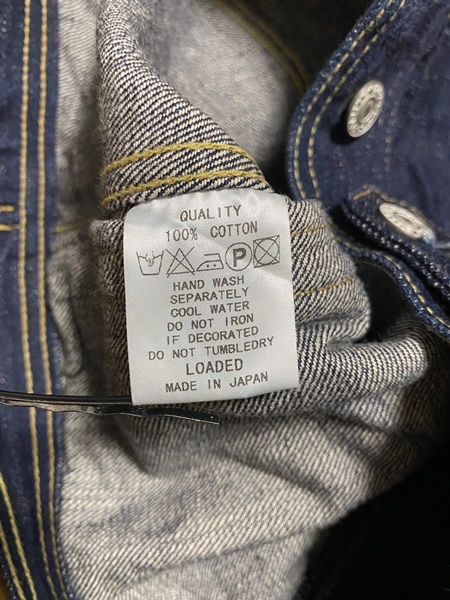 QUALITY
100% COTTON
P
HAND WASH
SEPARATELY
COOL WATER
DO NOT IRON
IF DECORATED
DO NOT TUMBLEDRY
LOADED
MADE IN JAPAN